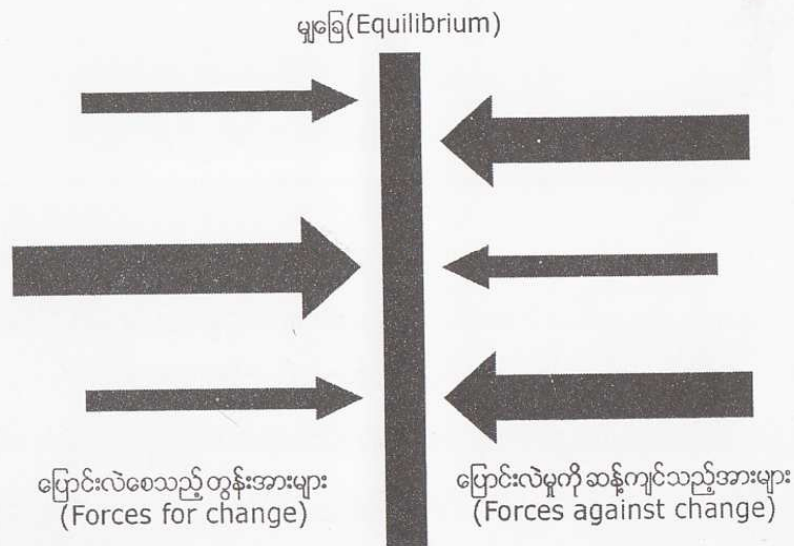 မျှခြေ(Equilibrium)
ပြောင်းလဲစေသည့် တွန်းအားများ
(Forces for change)
ပြောင်းလဲမှုကို ဆန့်ကျင်သည့်အားများ
(Forces against change)